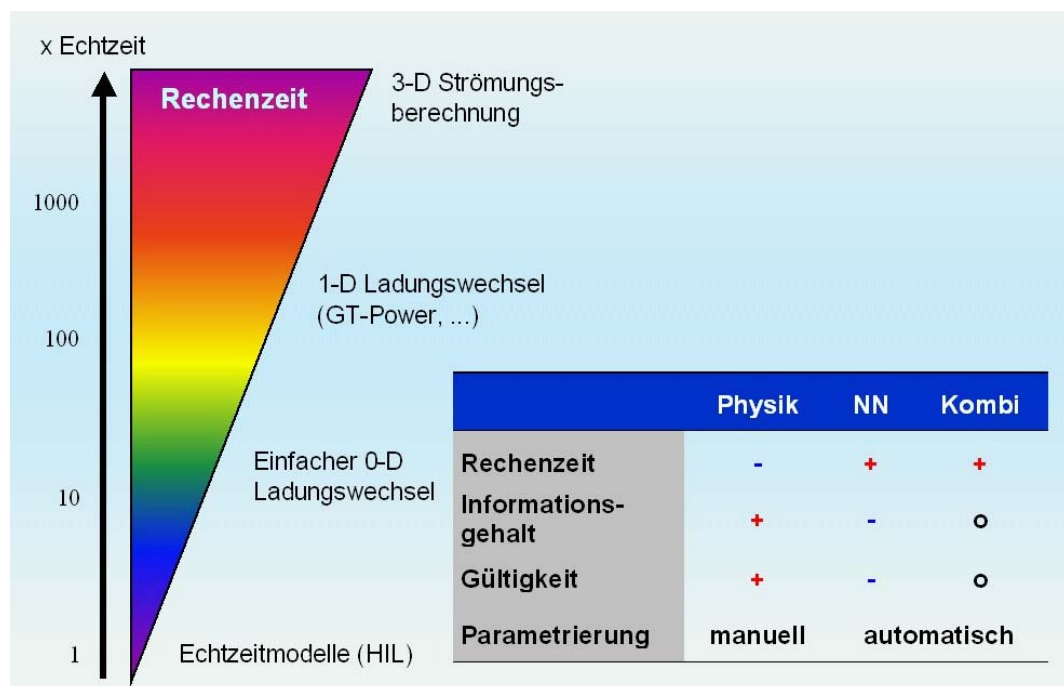 x Echtzeit
Rechenzeit
3-D Strömungs-
berechnung
1000
1-D Ladungswechsel
(GT-Power, ...)
100
Einfacher 0-D
Ladungswechsel
10
Echtzeitmodelle (HIL)
1
Physik NN Kombi
Rechenzeit - + +
Informations-
gehalt + - o
Gültigkeit + - o
Parametrierung manuell automatisch